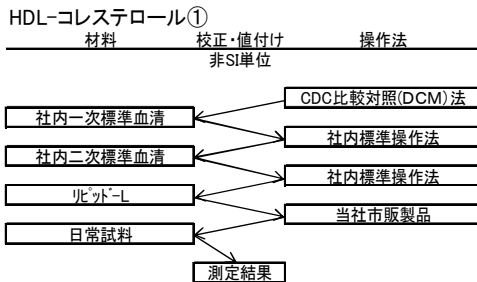 HDL-コレステロール①
材料 校正・値付け 操作法
非SI単位
CDC比較対照(DCM)法
社内一次標準血清
社内標準操作法
社内二次標準血清
社内標準操作法
リピッド-L
当社市販製品
日常試料
測定結果